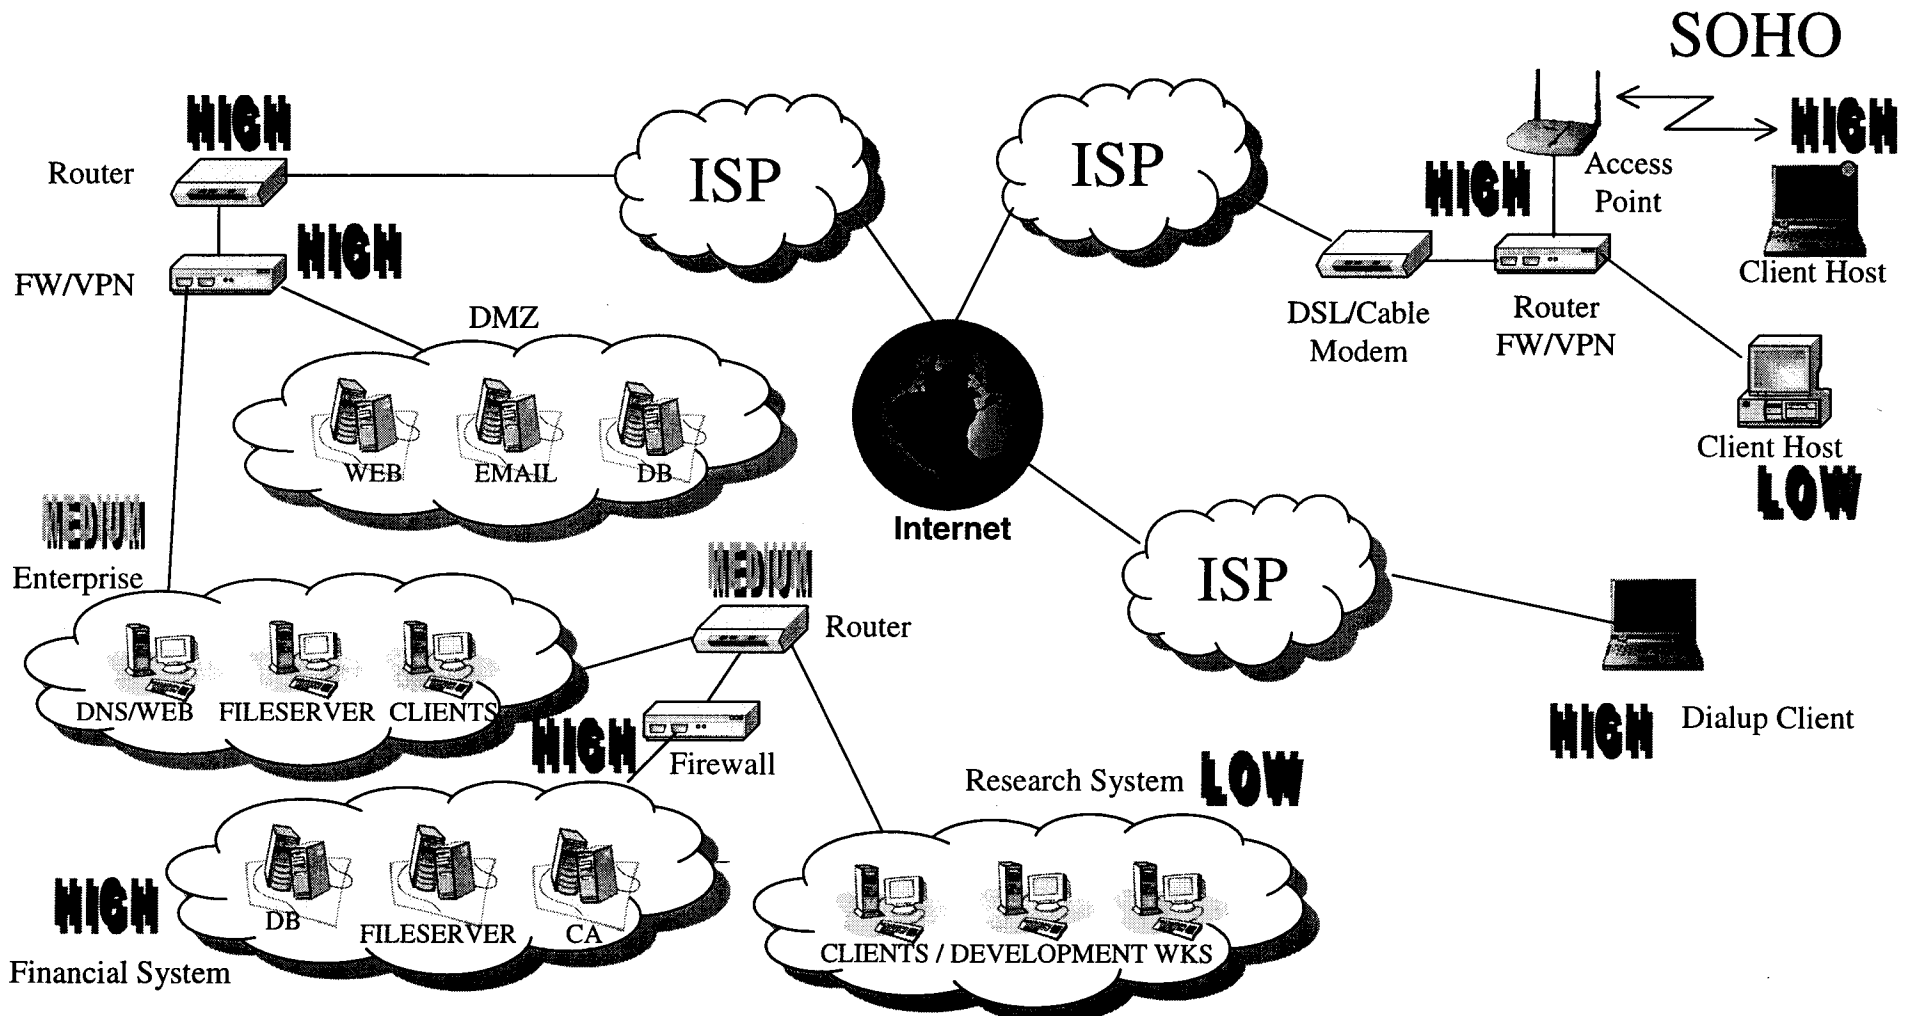 SOHO
HIGH
Router
ISP
ISP
HIGH
HIGH
Access
Point
Client Host
HIGH
FW/VPN
DMZ
DSL/Cable
Modem
Router
FW/VPN
WEB
EMAIL
DB
Client Host
LOW
Internet
MEDIUM
Enterprise
MEDIUM
Router
ISP
DNS/WEB
FILESERVER
CLIENTS
HIGH
Firewall
HIGH
Dialup Client
Research System
LOW
HIGH
DB
FILESERVER
CA
CLIENTS / DEVELOPMENT WKS
Financial System